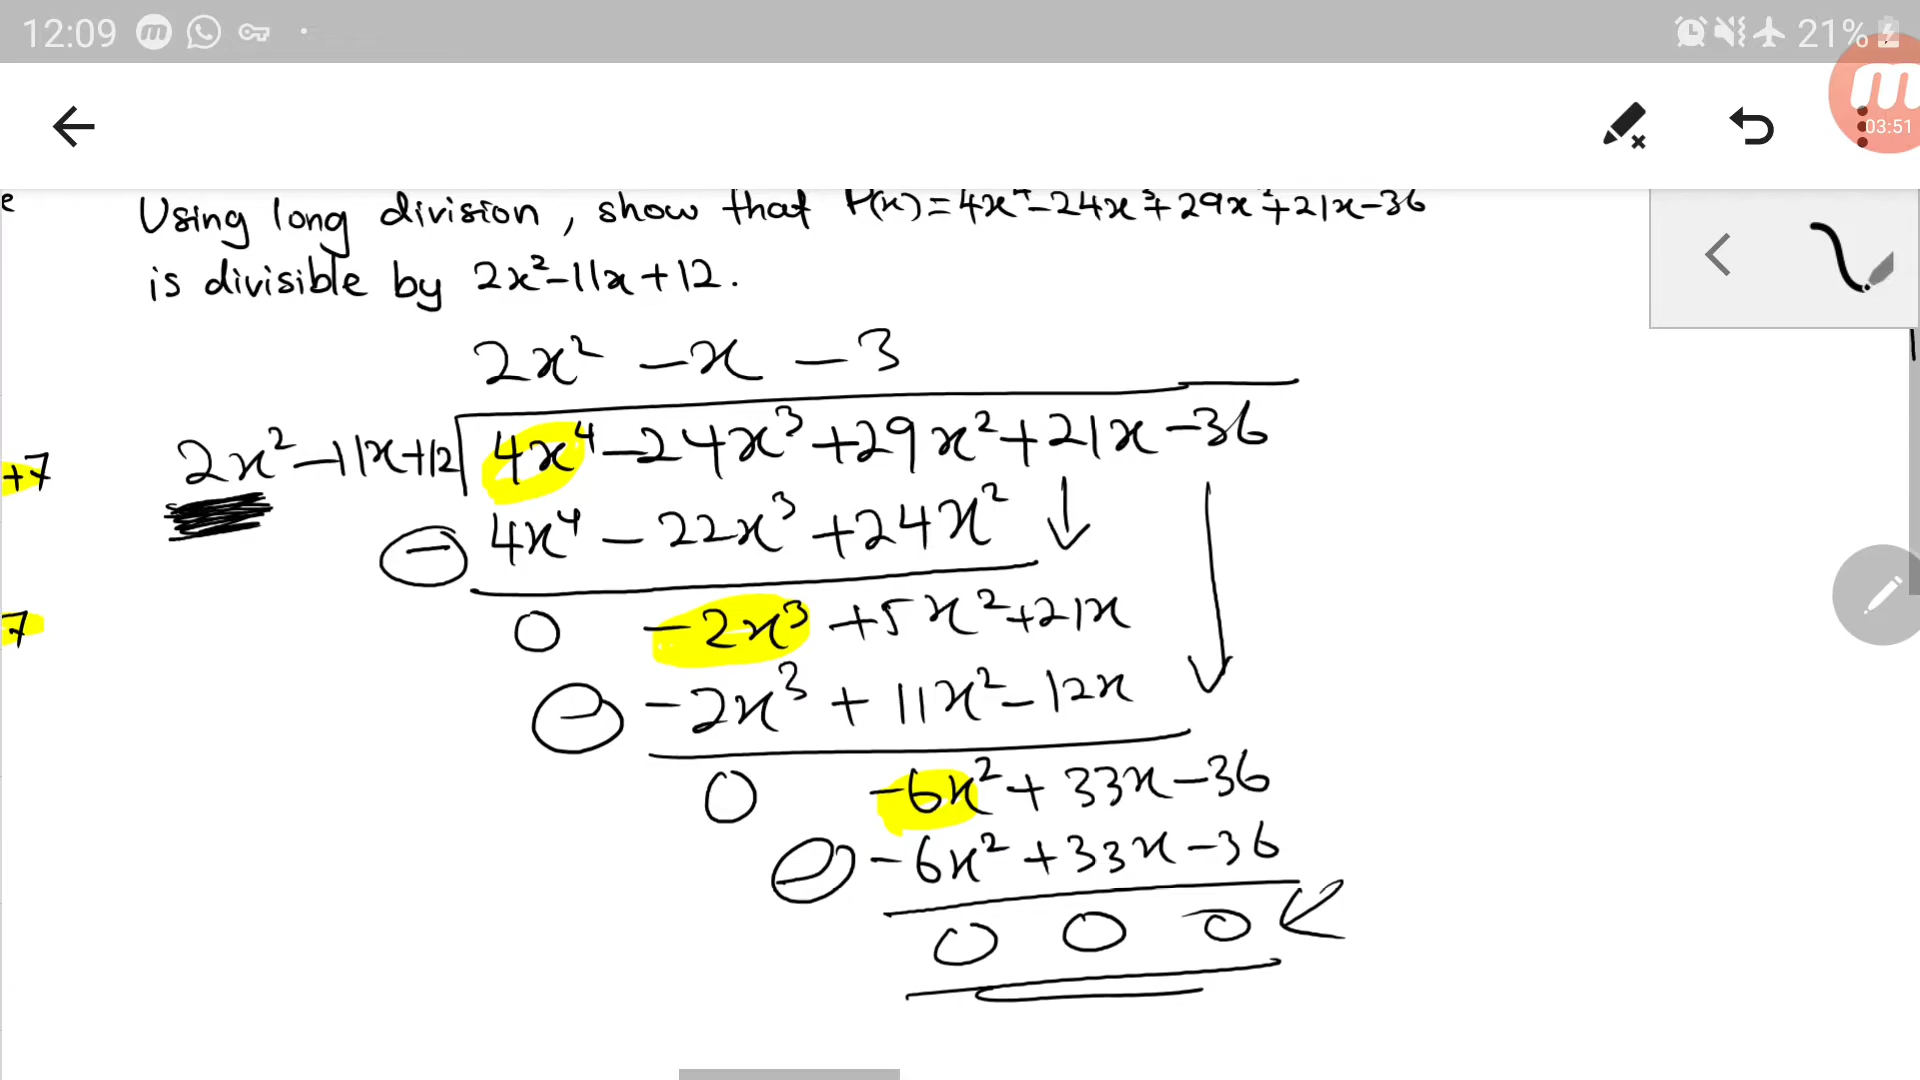 12:09 21%
03:51
e
Using long division, show that P(x)=4x⁴-24x³+29x²+21x-36
is divisible by 2x²-11x+12.
2x² -x -3
2x²-11x+12 4x⁴-24x³+29x²+21x-36
+7
- 4x⁴-22x³+24x²
0 -2x³+5x²+21x
7
- -2x³+11x²-12x
0 -6x²+33x-36
- -6x²+33x-36
0 0 0